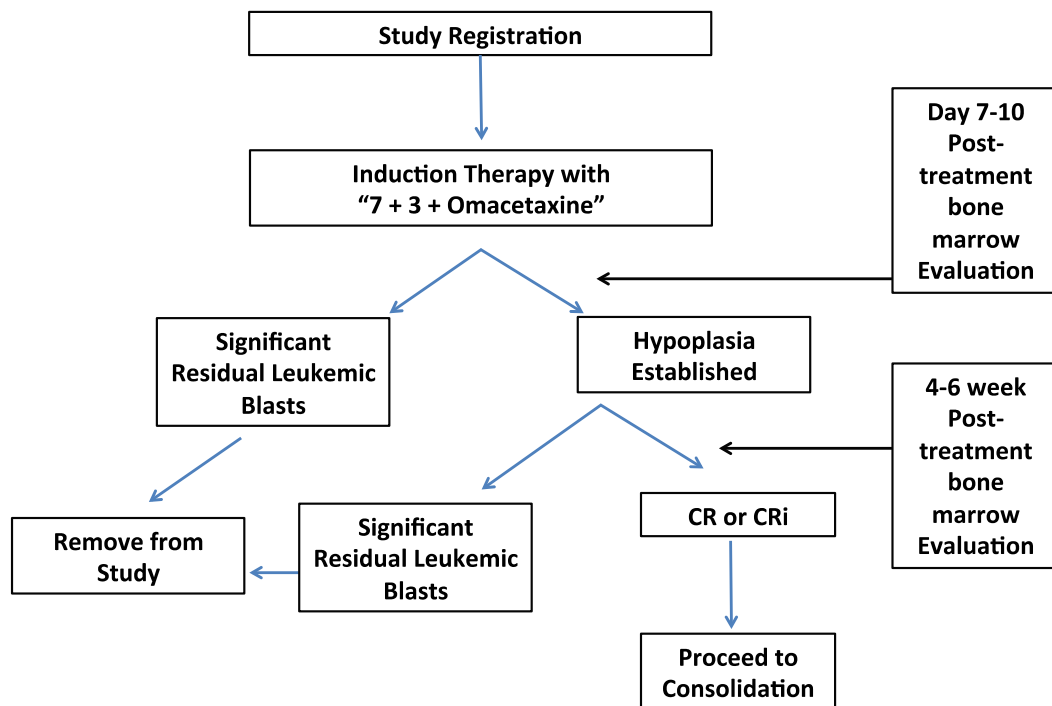 Study Registration
Induction Therapy with
“7 + 3 + Omacetaxine”
Day 7-10
Post-
treatment
bone
marrow
Evaluation
Significant
Residual Leukemic
Blasts
Hypoplasia
Established
4-6 week
Post-
treatment
bone
marrow
Evaluation
Remove from
Study
Significant
Residual Leukemic
Blasts
CR or CRi
Proceed to
Consolidation